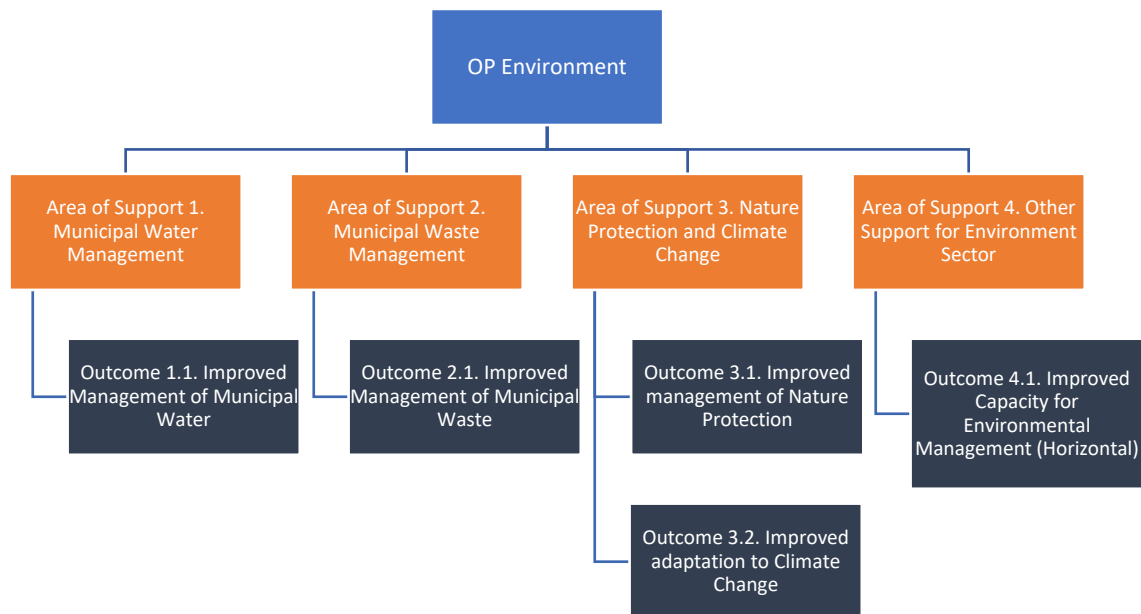 OP Environment
Area of Support 1.
Municipal Water
Management
Area of Support 2.
Municipal Waste
Management
Area of Support 3. Nature
Protection and Climate
Change
Area of Support 4. Other
Support for Environment
Sector
Outcome 1.1. Improved
Management of Municipal
Water
Outcome 2.1. Improved
Management of Municipal
Waste
Outcome 3.1. Improved
management of Nature
Protection
Outcome 4.1. Improved
Capacity for
Environmental
Management (Horizontal)
Outcome 3.2. Improved
adaptation to Climate
Change